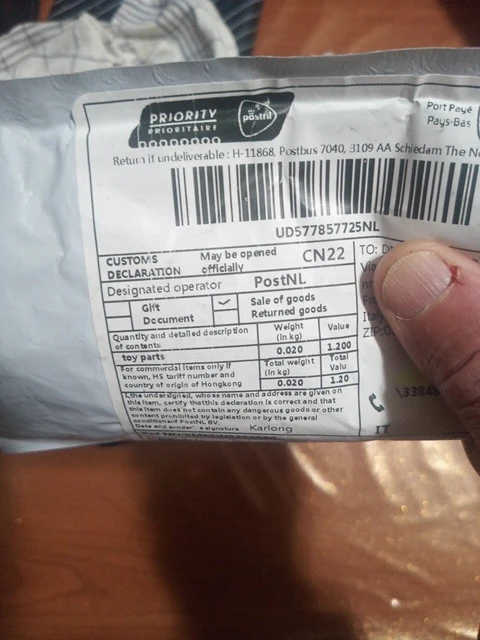 PRIORITY
PRIORITAIRE
postnl
Port Payé
Pays-Bas
Return if undeliverable : H-11868, Postbus 7040, 3109 AA Schiedam The
UD577857725NL
CUSTOMS DECLARATION
May be opened officially
CN22
Designated operator PostNL
Gift
Document
Sale of goods
Returned goods
Quantity and detailed description of contents
Weight (in kg)
Value
toy parts
0.020
1.200
For commercial items only if known, HS tariff number and country of origin of Hongkong
Total weight (in kg)
Total Valu
0.020
1.20
I,the undersigned, whose name and address are given on
this item, certify thatthis declaration is correct and that
this item does not contain any dangerous goods or other
content prohibited by legislation or by the general
conditionsof PostNL BV.
Date and sender's signature Karlong
TO:
ZIP:
IT